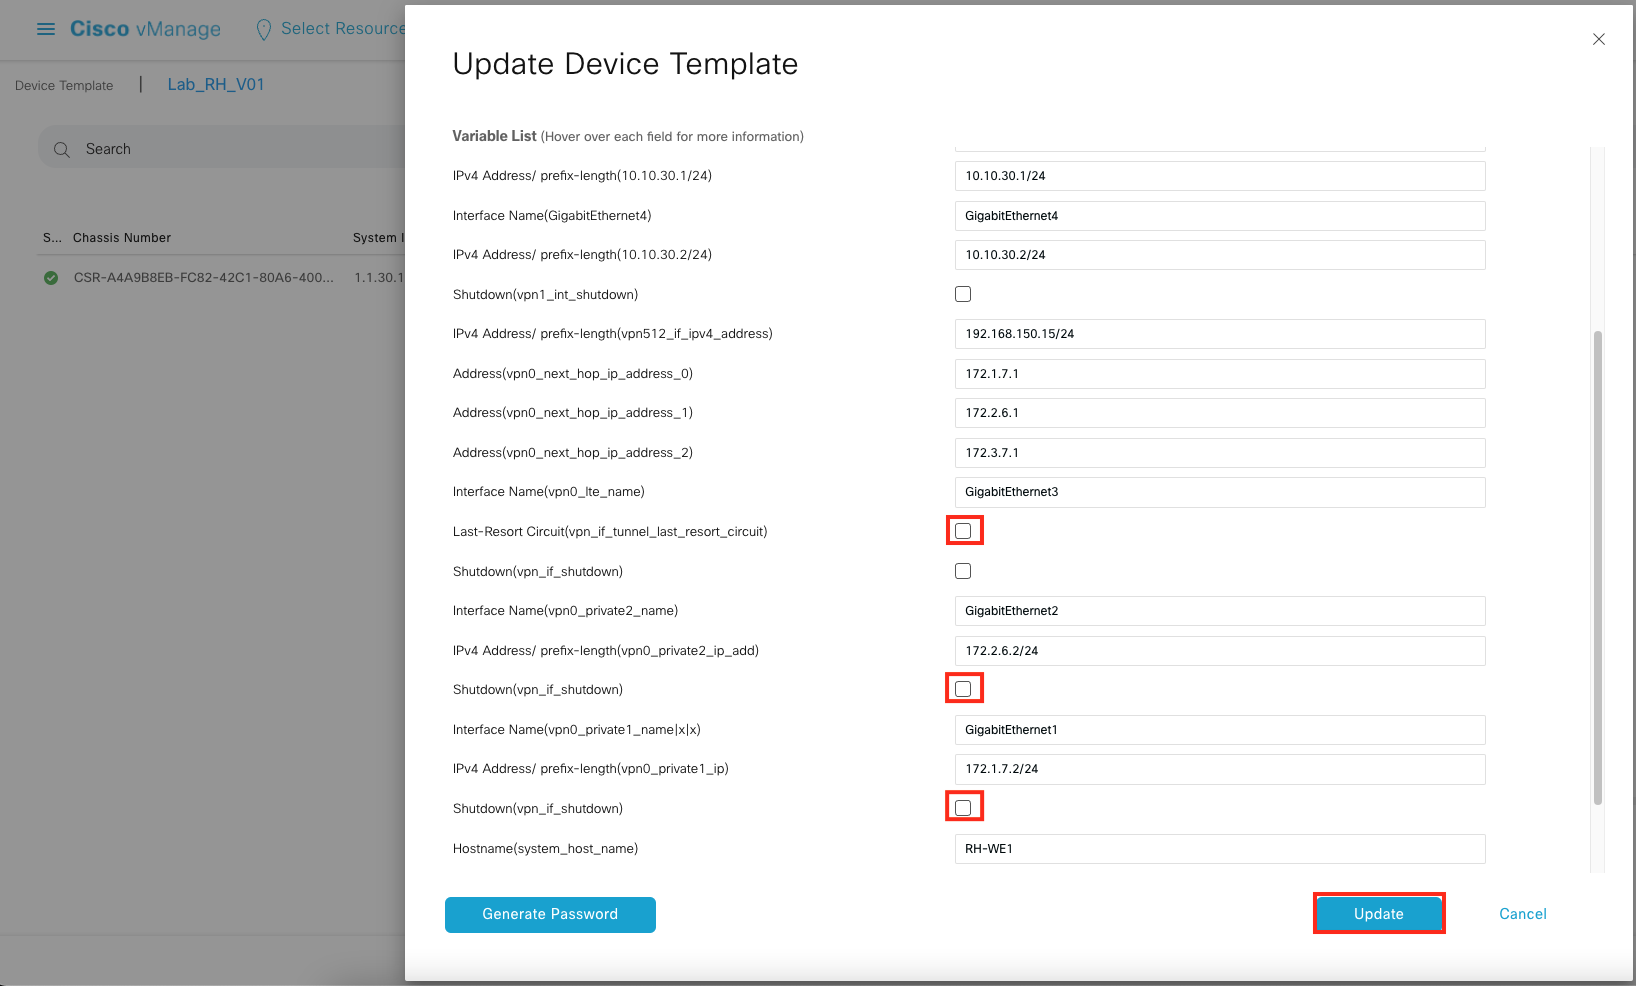 Cisco vManage
Select Resource
Device Template | Lab_RH_V01
Search
S... Chassis Number System I
CSR-A4A9B8EB-FC82-42C1-80A6-400... 1.1.30.1
Update Device Template
Variable List (Hover over each field for more information)
IPv4 Address/ prefix-length(10.10.30.1/24) 10.10.30.1/24
Interface Name(GigabitEthernet4) GigabitEthernet4
IPv4 Address/ prefix-length(10.10.30.2/24) 10.10.30.2/24
Shutdown(vpn1_int_shutdown)
IPv4 Address/ prefix-length(vpn512_if_ipv4_address) 192.168.150.15/24
Address(vpn0_next_hop_ip_address_0) 172.1.7.1
Address(vpn0_next_hop_ip_address_1) 172.2.6.1
Address(vpn0_next_hop_ip_address_2) 172.3.7.1
Interface Name(vpn0_lte_name) GigabitEthernet3
Last-Resort Circuit(vpn_if_tunnel_last_resort_circuit)
Shutdown(vpn_if_shutdown)
Interface Name(vpn0_private2_name) GigabitEthernet2
IPv4 Address/ prefix-length(vpn0_private2_ip_add) 172.2.6.2/24
Shutdown(vpn_if_shutdown)
Interface Name(vpn0_private1_name|x|x) GigabitEthernet1
IPv4 Address/ prefix-length(vpn0_private1_ip) 172.1.7.2/24
Shutdown(vpn_if_shutdown)
Hostname(system_host_name) RH-WE1
Generate Password Update Cancel